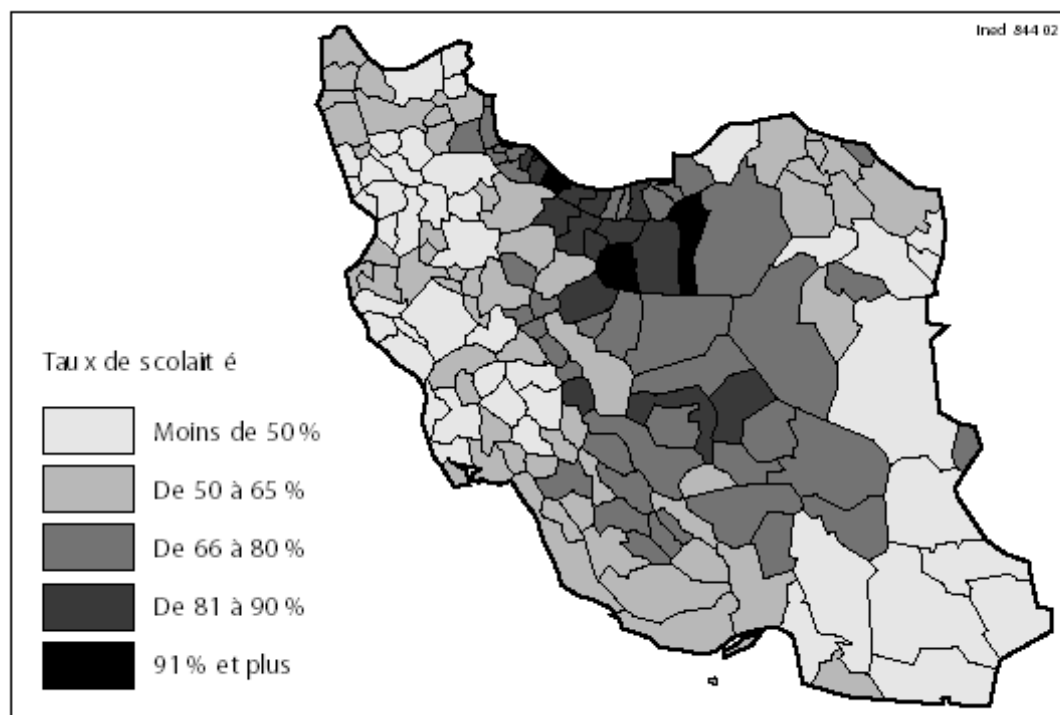 Ined 844 02
Taux de scolarité
Moins de 50 %
De 50 à 65 %
De 66 à 80 %
De 81 à 90 %
91 % et plus